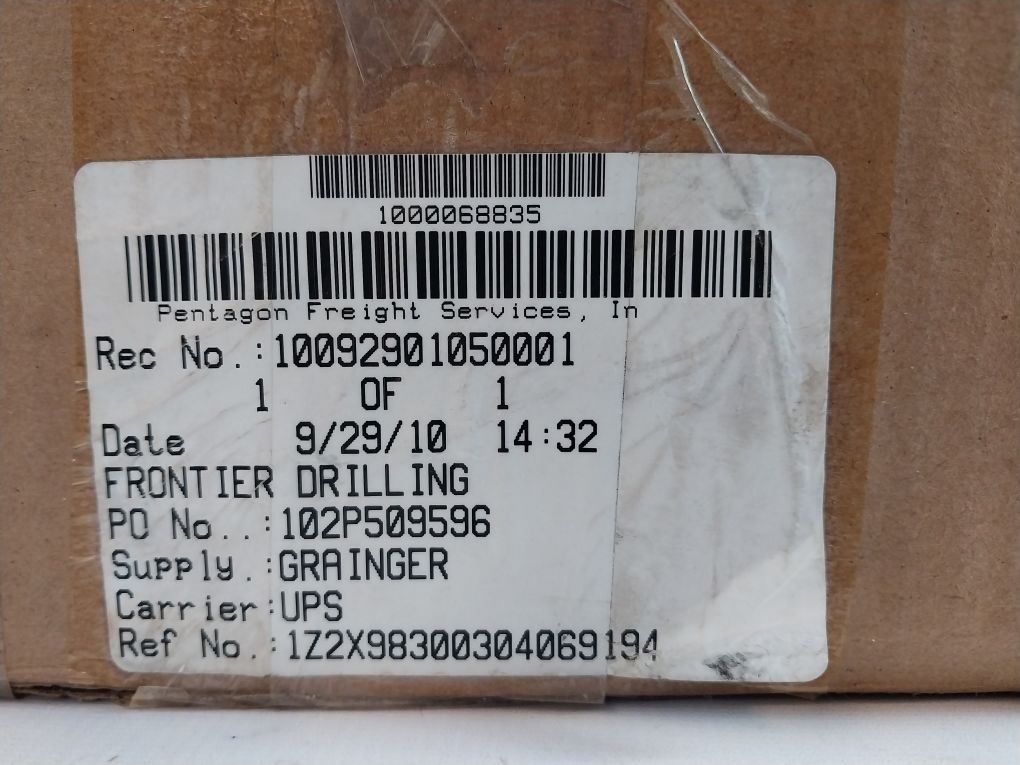 1000068835
Pentagon Freight Services, In
Rec No.:10092901050001
1 OF 1
Date 9/29/10 14:32
FRONTIER DRILLING
PO No..:102P509596
Supply.:GRAINGER
Carrier:UPS
Ref No.:1Z2X98300304069194